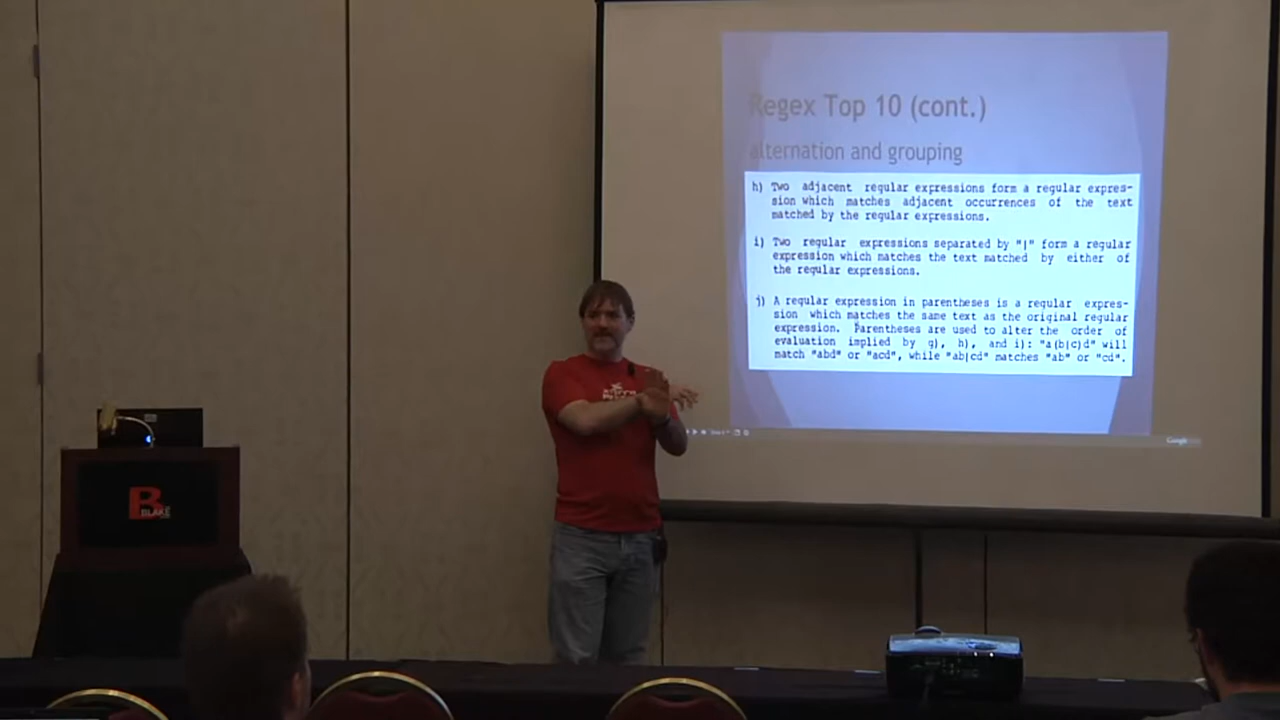 Regex Top 10 (cont.)
alternation and grouping
h) Two adjacent regular expressions form a regular expres-
sion which matches adjacent occurrences of the text
matched by the regular expressions.
i) Two regular expressions separated by "|" form a regular
expression which matches the text matched by either of
the regular expressions.
j) A regular expression in parentheses is a regular expres-
sion which matches the same text as the original regular
expression. Parentheses are used to alter the order of
evaluation implied by g), h), and i): "a(b|c)d" will
match "abd" or "acd", while "ab|cd" matches "ab" or "cd".
Google
B
BLAKE